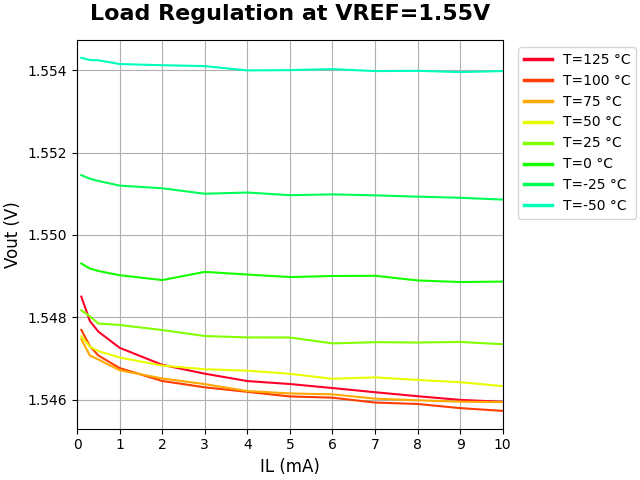 Load Regulation at VREF=1.55V
Vout (V)
1.554
1.552
1.550
1.548
1.546
0 1 2 3 4 5 6 7 8 9 10
IL (mA)
T=125 °C
T=100 °C
T=75 °C
T=50 °C
T=25 °C
T=0 °C
T=-25 °C
T=-50 °C